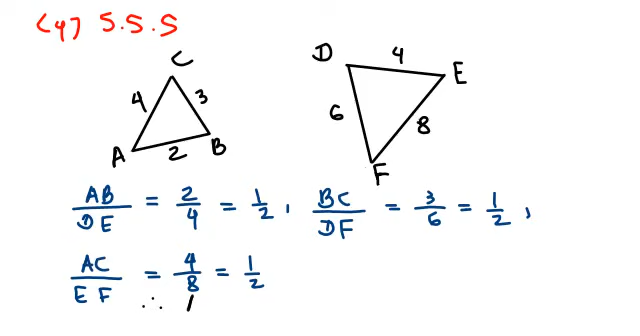 (4) S.S.S
C
4 3
A 2 B
D 4 E
6 8
F
AB/DE = 2/4 = 1/2, BC/DF = 3/6 = 1/2,
AC/EF = 4/8 = 1/2
∴